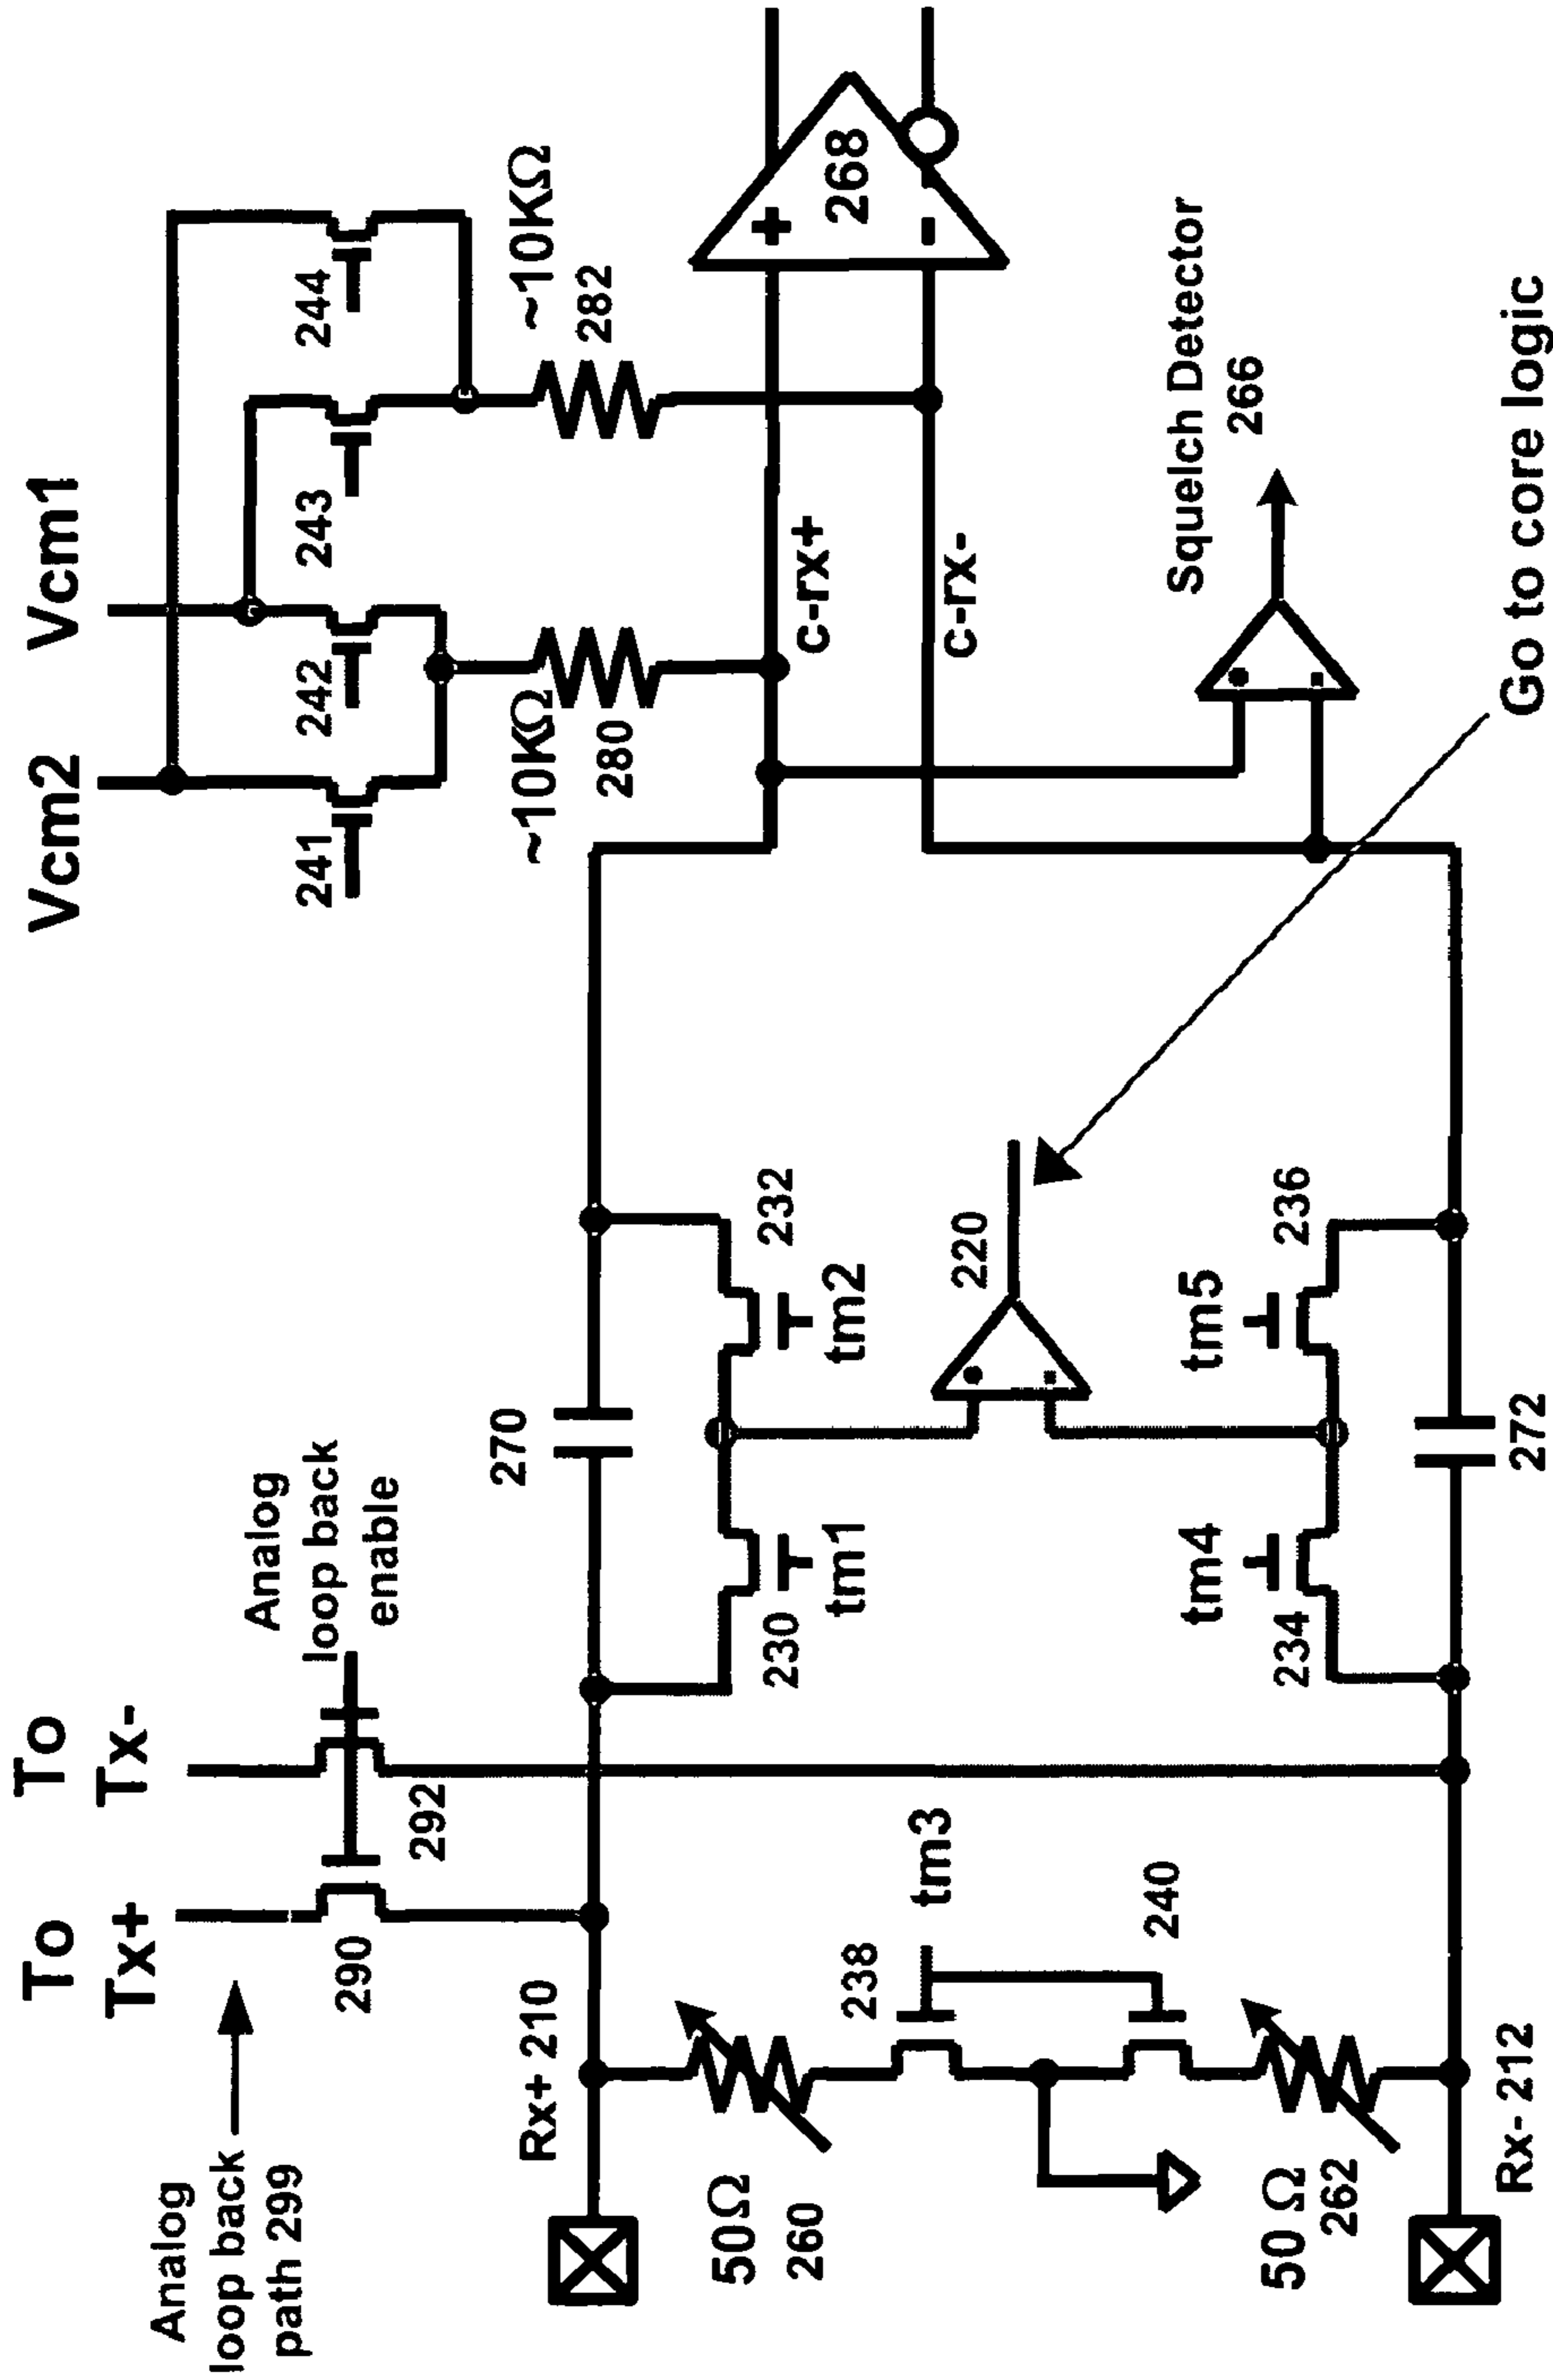 Analog
loop back
path 299
To
Tx+
To
Tx-
290
292
Analog
loop back
enable
Vcm2
Vcm1
241
242
243
244
~10KΩ
280
~10KΩ
282
Rx+ 210
270
50Ω
260
238
tm3
240
50 Ω
262
Rx- 212
230
tm1
tm2
232
220
234
tm4
tm5
236
272
c-rx+
c-rx-
+
-
268
Squelch Detector
266
Go to core logic